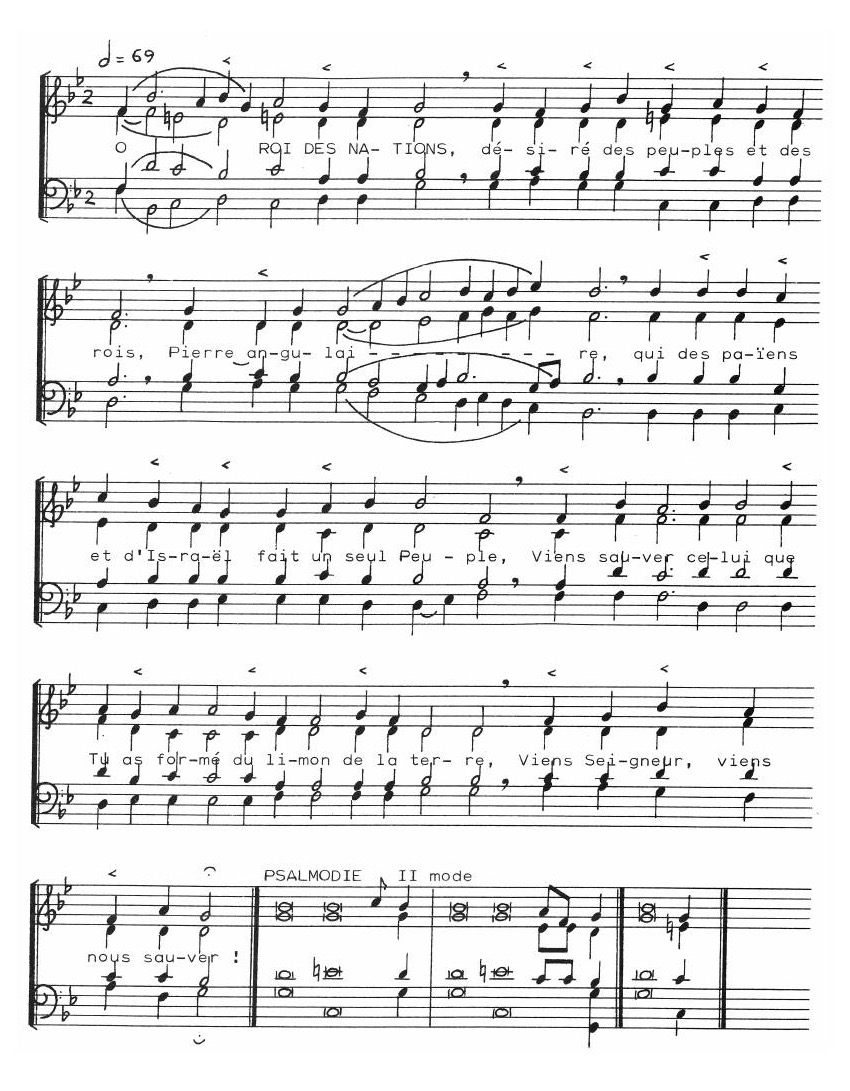 = 69
2
O ROI DES NA- TIONS, dé- si- ré des peu-ples et des
2
rois, Pierre an-gu- lai - - - - - - - - - - - - re, qui des pa-ïens
et d'Is-ra-ël fait un seul Peu - ple, Viens sau-ver ce-lui que
Tu as for-mé du li-mon de la ter- re, Viens Sei-gneur, viens
PSALMODIE II mode
nous sau-ver !